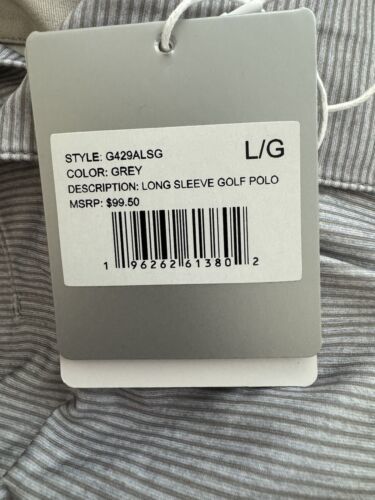 STYLE: G429ALSG L/G
COLOR: GREY
DESCRIPTION: LONG SLEEVE GOLF POLO
MSRP: $99.50
1 96262 61380 2